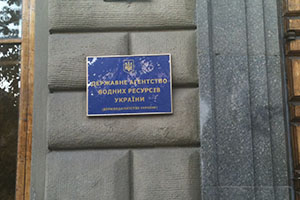 ДЕРЖАВНЕ АГЕНТСТВО
ВОДНИХ РЕСУРСІВ
УКРАЇНИ